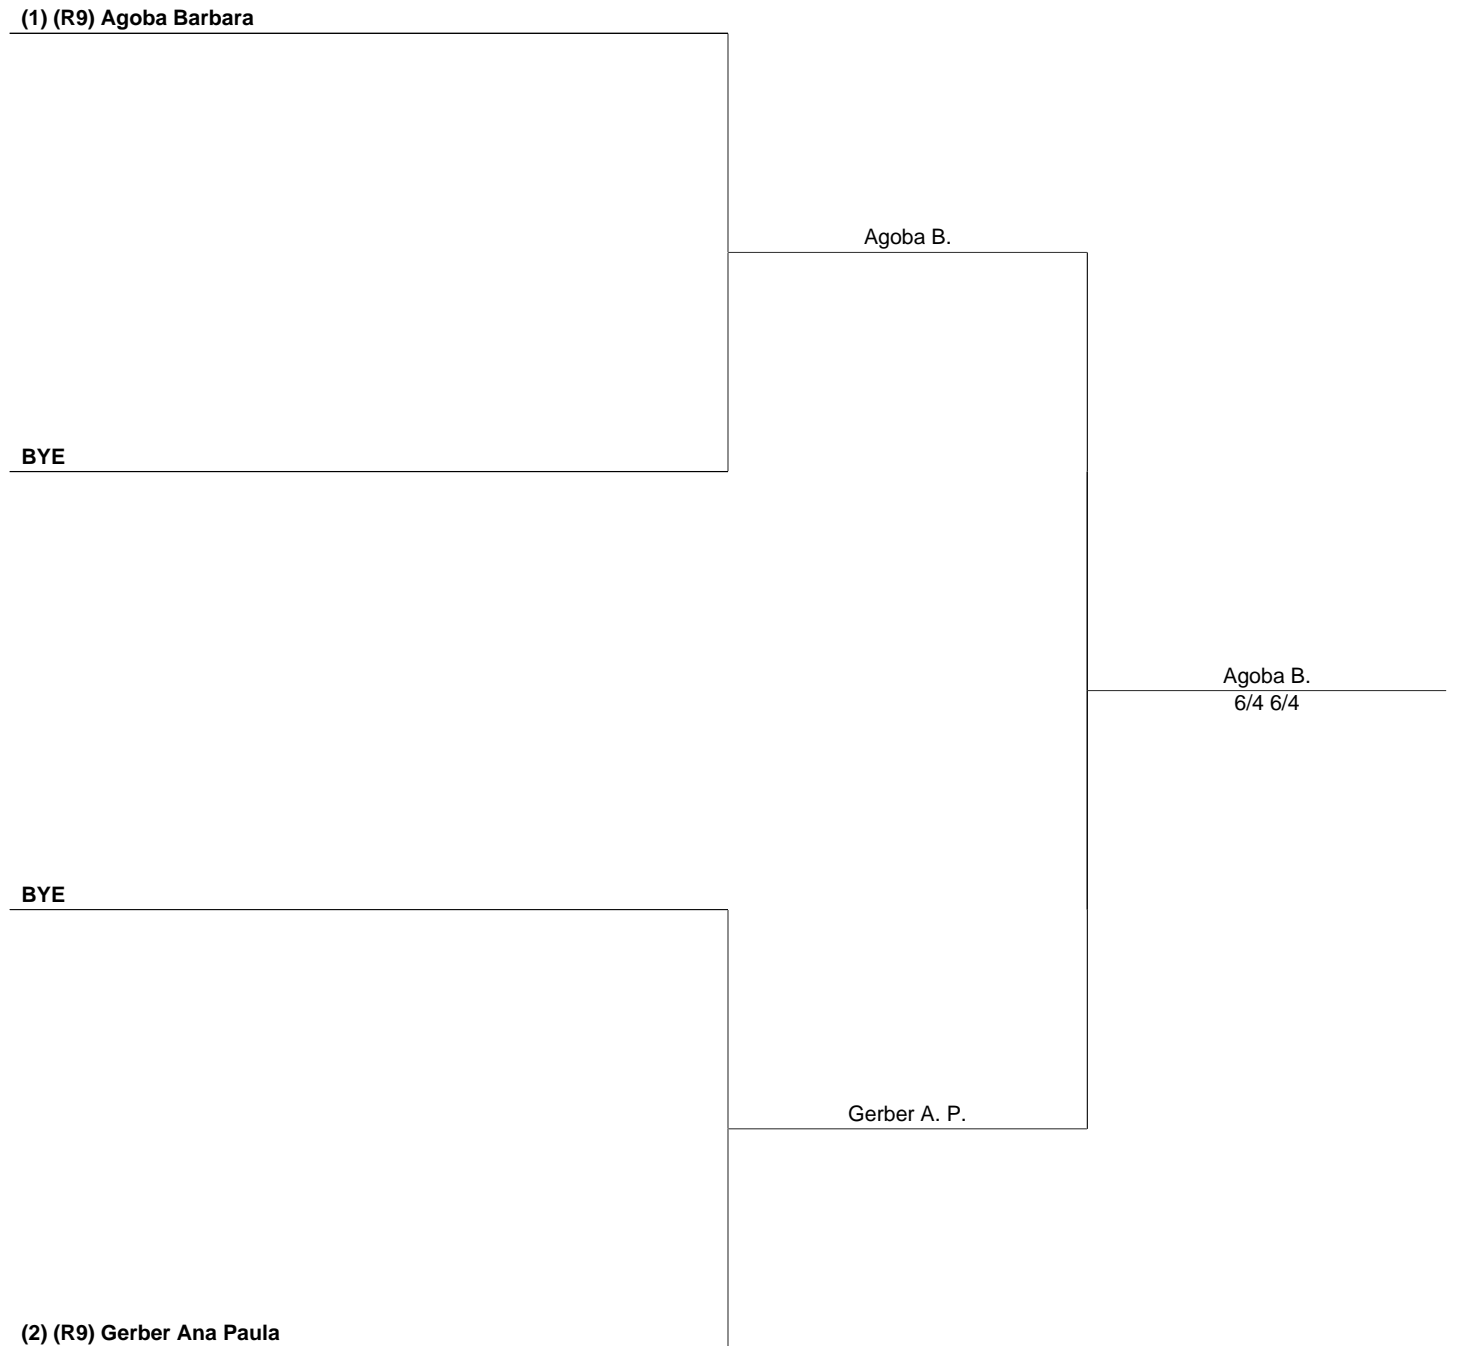 (1) (R9) Agoba Barbara
Agoba B.
BYE
Agoba B.
6/4 6/4
BYE
Gerber A. P.
(2) (R9) Gerber Ana Paula